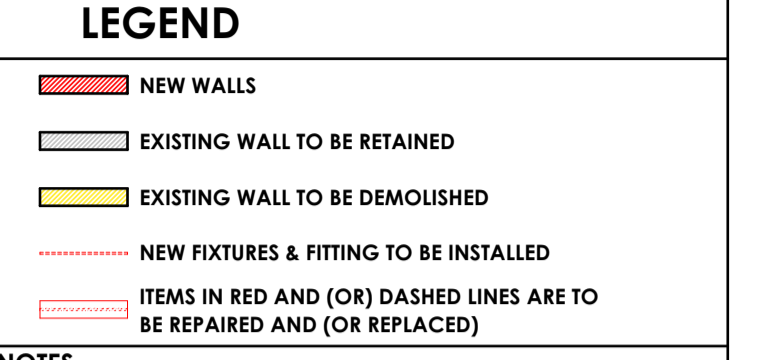 LEGEND
NEW WALLS
EXISTING WALL TO BE RETAINED
EXISTING WALL TO BE DEMOLISHED
NEW FIXTURES & FITTING TO BE INSTALLED
ITEMS IN RED AND (OR) DASHED LINES ARE TO
BE REPAIRED AND (OR REPLACED)
NOTES